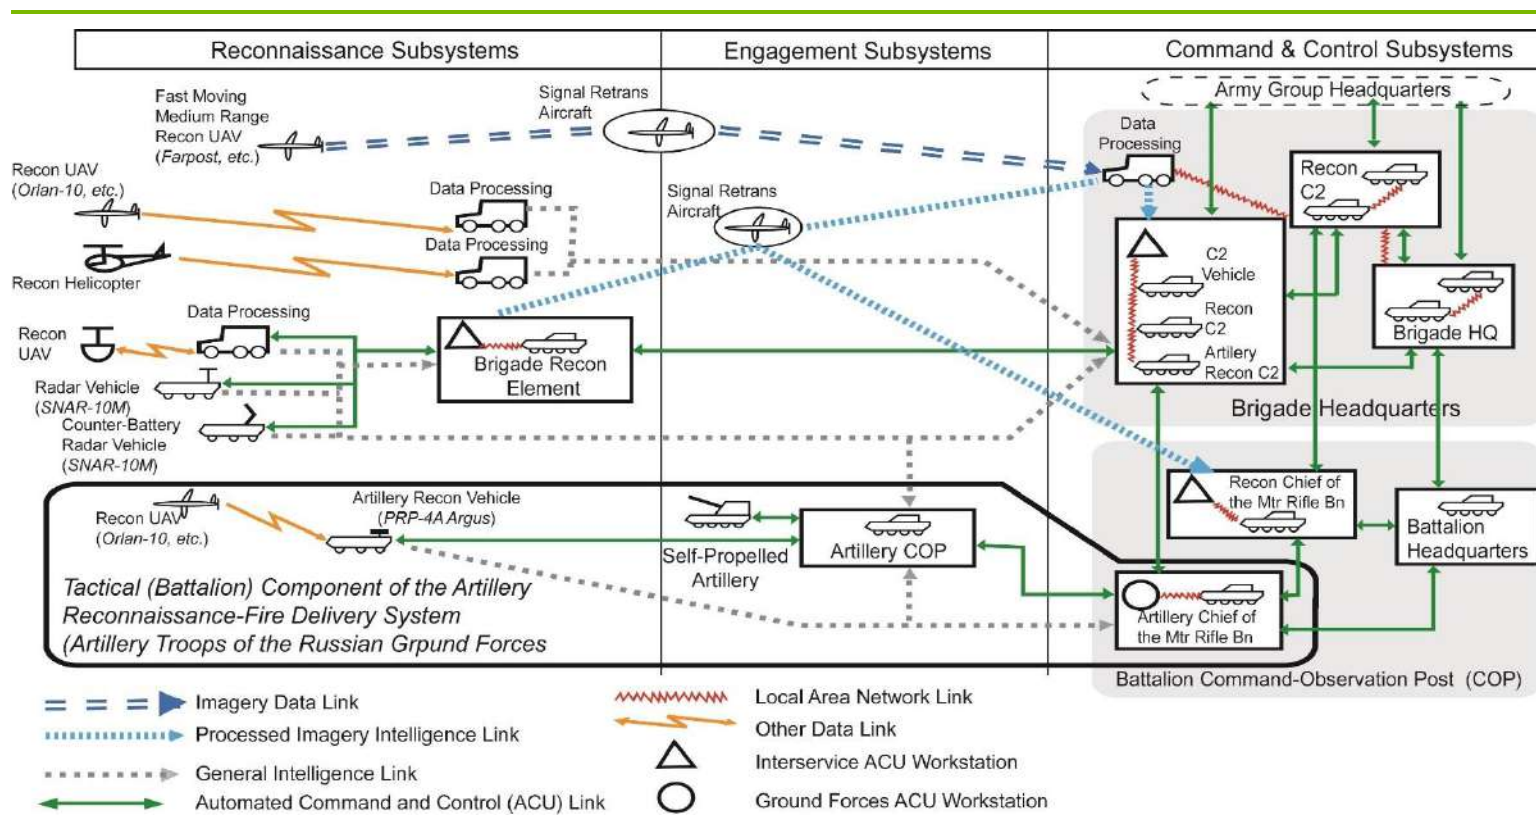 Reconnaissance Subsystems
Engagement Subsystems
Command & Control Subsystems
Fast Moving
Medium Range
Recon UAV
(Farpost, etc.)
Signal Retrans
Aircraft
Army Group Headquarters
Data
Processing
Recon
C2
Recon UAV
(Orlan-10, etc.)
Data Processing
Signal Retrans
Aircraft
Recon Helicopter
Data Processing
C2
Vehicle
Recon
C2
Artilery
Recon C2
Brigade HQ
Brigade Headquarters
Recon
UAV
Data Processing
Brigade Recon
Element
Radar Vehicle
(SNAR-10M)
Counter-Battery
Radar Vehicle
(SNAR-10M)
Recon UAV
(Orlan-10, etc.)
Artillery Recon Vehicle
(PRP-4A Argus)
Self-Propelled
Artillery
Artillery COP
Recon Chief of
the Mtr Rifle Bn
Battalion
Headquarters
Artillery Chief of
the Mtr Rifle Bn
Battalion Command-Observation Post (COP)
Tactical (Battalion) Component of the Artillery
Reconnaissance-Fire Delivery System
(Artillery Troops of the Russian Grpund Forces
Imagery Data Link
Processed Imagery Intelligence Link
General Intelligence Link
Automated Command and Control (ACU) Link
Local Area Network Link
Other Data Link
Interservice ACU Workstation
Ground Forces ACU Workstation